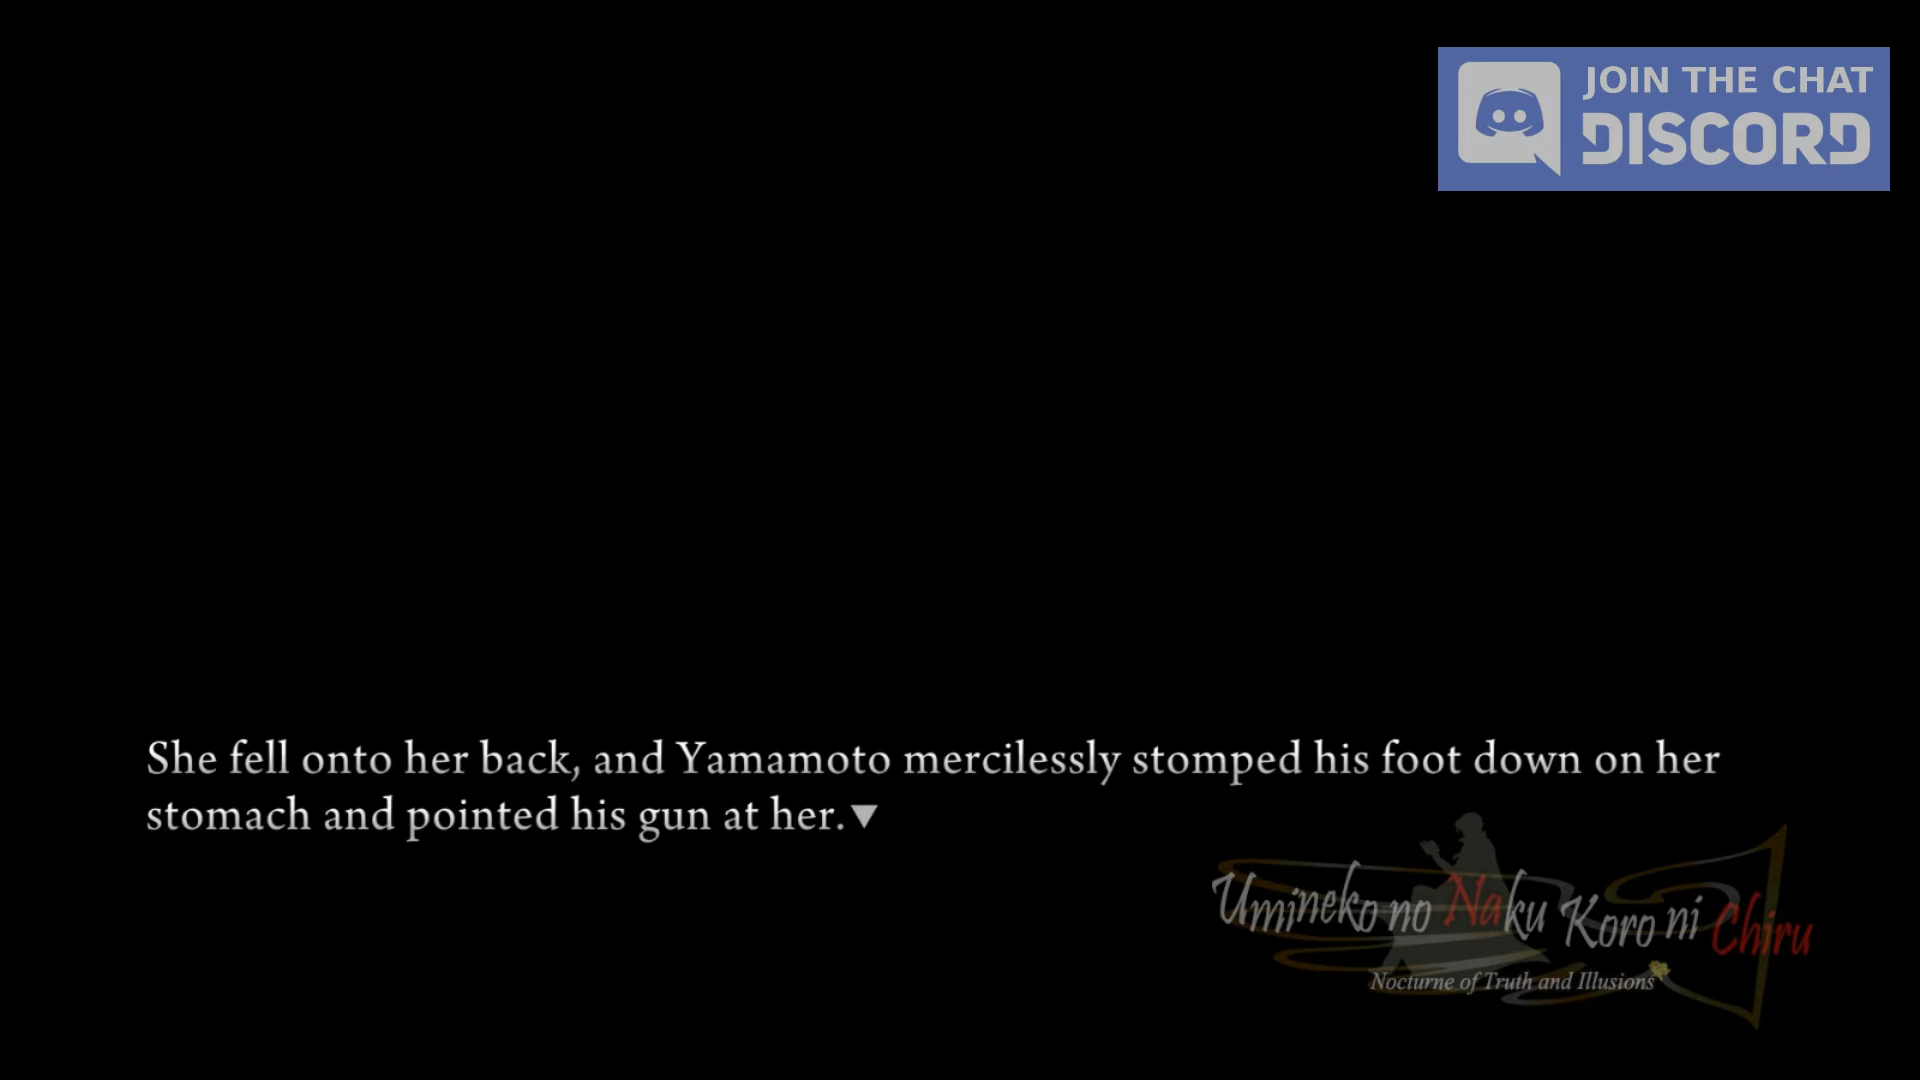 JOIN THE CHAT
DISCORD
She fell onto her back, and Yamamoto mercilessly stomped his foot down on her
stomach and pointed his gun at her.
Umineko no Naku Koro ni Chiru
Nocturne of Truth and Illusions